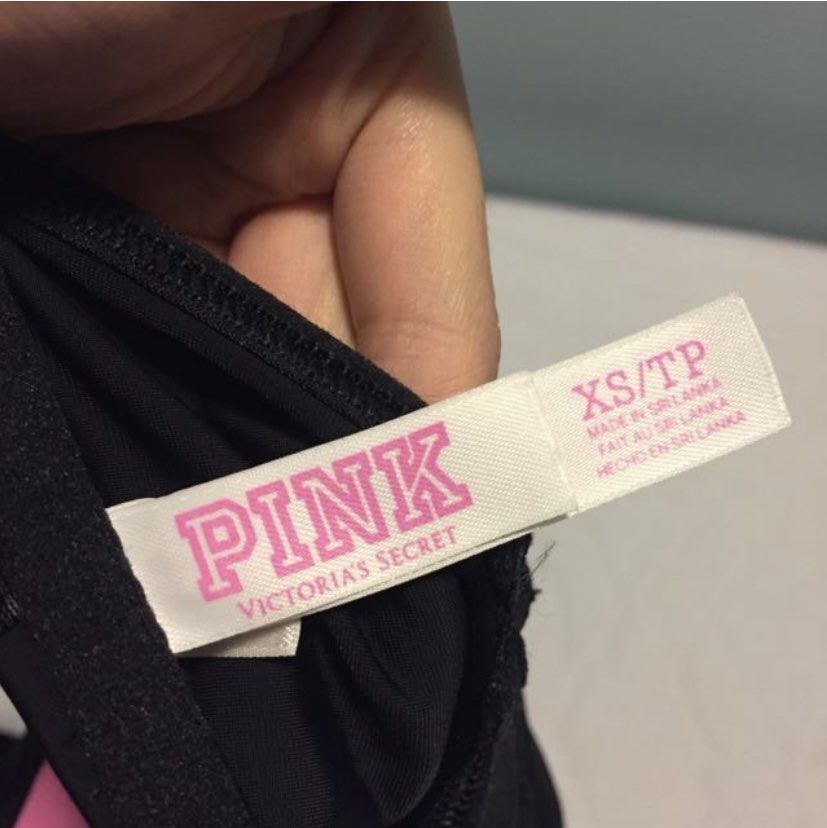 PINK
VICTORIA'S SECRET
XS/TP
MADE IN SRI LANKA
FAIT AU SRI LANKA
HECHO EN SRI LANKA